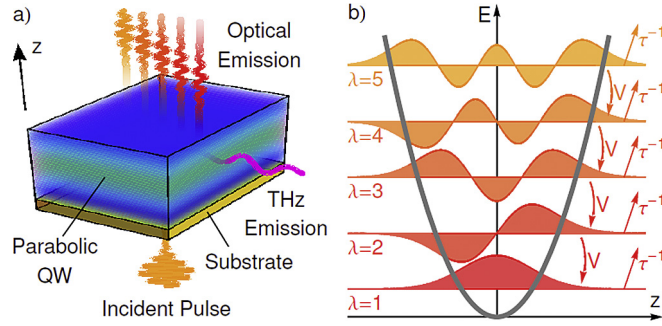 a)
z
Optical
Emission
THz
Emission
Parabolic
QW
Substrate
Incident Pulse
b)
E
λ=5
τ⁻¹
V
λ=4
τ⁻¹
V
λ=3
τ⁻¹
V
λ=2
τ⁻¹
V
λ=1
τ⁻¹
z